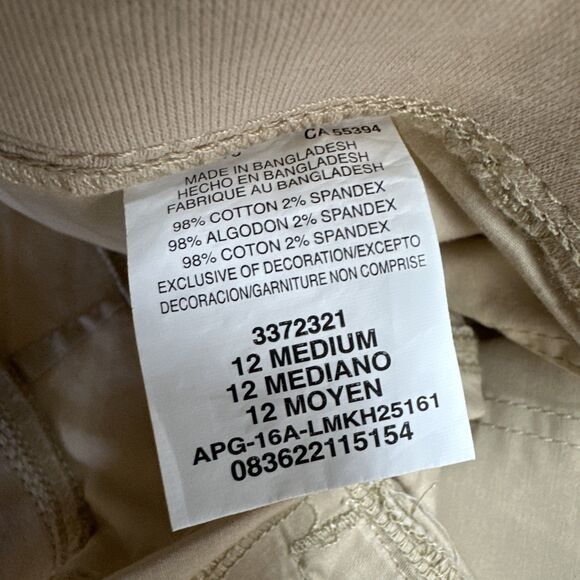 CA 55394
MADE IN BANGLADESH
HECHO EN BANGLADESH
FABRIQUE AU BANGLADESH
98% COTTON 2% SPANDEX
98% ALGODON 2% SPANDEX
98% COTON 2% SPANDEX
EXCLUSIVE OF DECORATION/EXCEPTO
DECORACION/GARNITURE NON COMPRISE
3372321
12 MEDIUM
12 MEDIANO
12 MOYEN
APG-16A-LMKH25161
083622115154